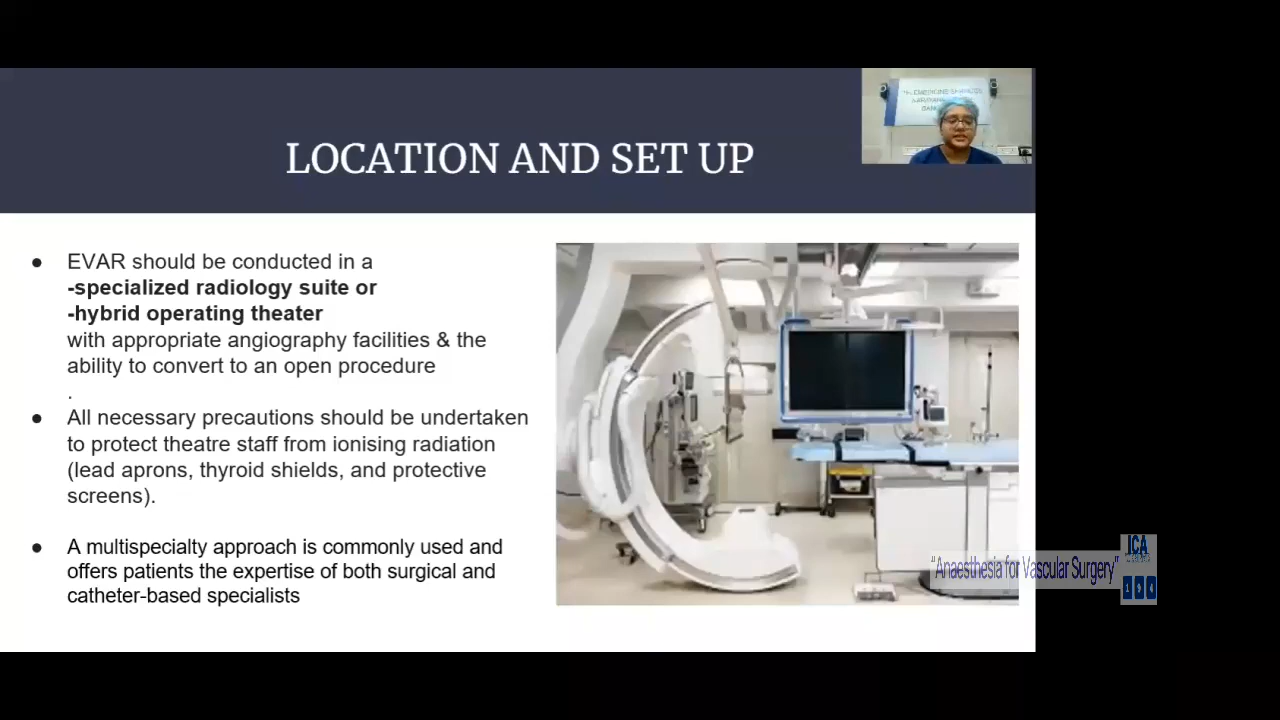 LOCATION AND SET UP
● EVAR should be conducted in a
-specialized radiology suite or
-hybrid operating theater
with appropriate angiography facilities & the
ability to convert to an open procedure
.
● All necessary precautions should be undertaken
to protect theatre staff from ionising radiation
(lead aprons, thyroid shields, and protective
screens).
● A multispecialty approach is commonly used and
offers patients the expertise of both surgical and
catheter-based specialists
ICA
"Anaesthesia for Vascular Surgery"